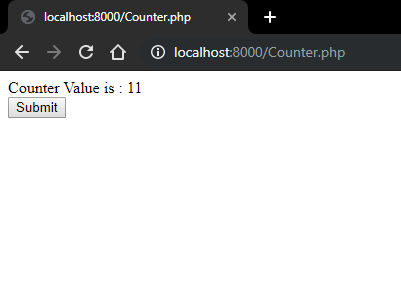 localhost:8000/Counter.php
localhost:8000/Counter.php
Counter Value is : 11
Submit